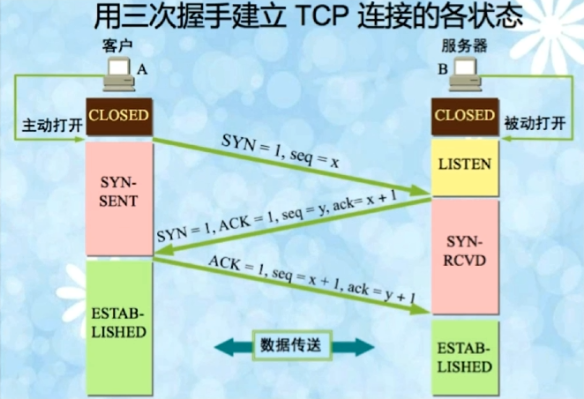 用三次握手建立 TCP 连接的各状态
客户
A
服务器
B
主动打开
CLOSED
CLOSED
被动打开
SYN = 1, seq = x
LISTEN
SYN-
SENT
SYN = 1, ACK = 1, seq = y, ack= x + 1
SYN-
RCVD
ACK = 1, seq = x + 1, ack = y + 1
ESTAB-
LISHED
数据传送
ESTAB-
LISHED